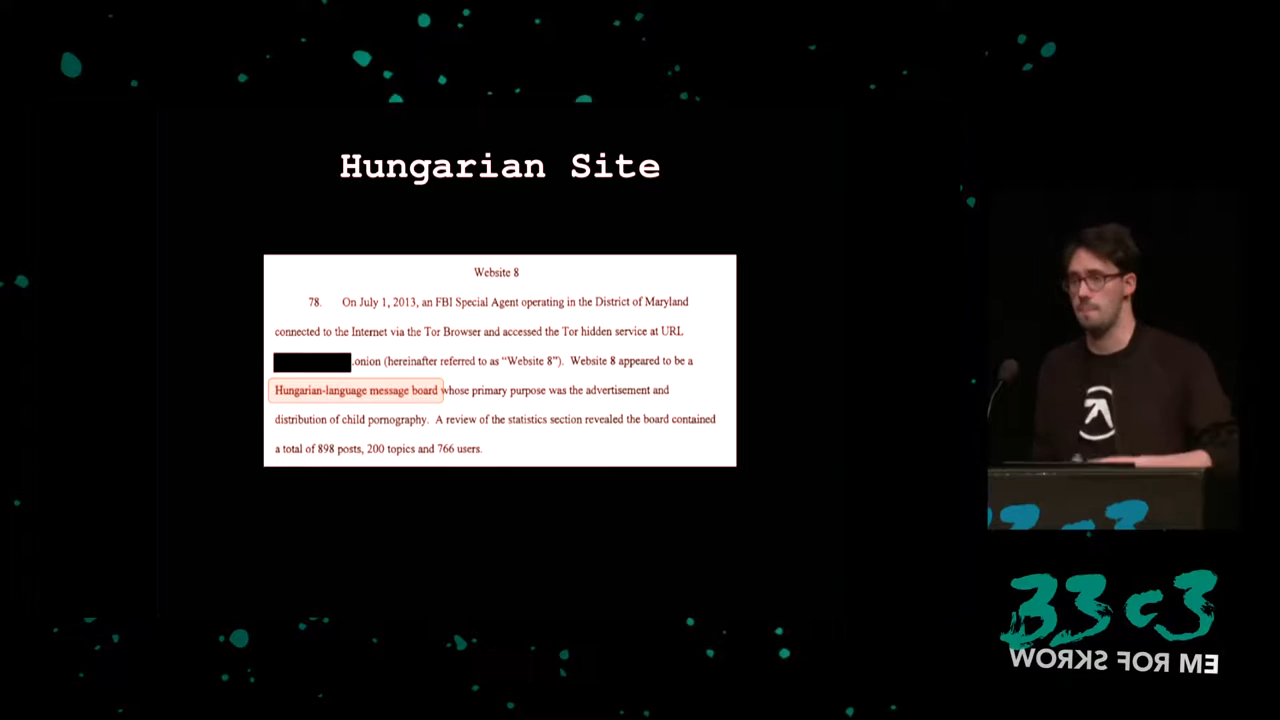 Hungarian Site
Website 8
78. On July 1, 2013, an FBI Special Agent operating in the District of Maryland
connected to the Internet via the Tor Browser and accessed the Tor hidden service at URL
.onion (hereinafter referred to as “Website 8”). Website 8 appeared to be a
Hungarian-language message board whose primary purpose was the advertisement and
distribution of child pornography. A review of the statistics section revealed the board contained
a total of 898 posts, 200 topics and 766 users.
33c3
33c3
WORKS FOR ME